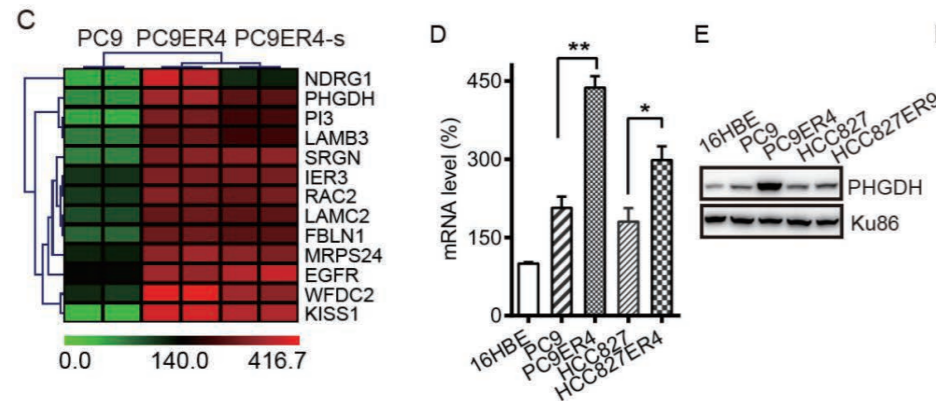 C
PC9 PC9ER4 PC9ER4-s
NDRG1
PHGDH
PI3
LAMB3
SRGN
IER3
RAC2
LAMC2
FBLN1
MRPS24
EGFR
WFDC2
KISS1
0.0 140.0 416.7
D
mRNA level (%)
450
300
150
0
**
*
16HBE
PC9
PC9ER4
HCC827
HCC827ER4
E
16HBE
PC9
PC9ER4
HCC827
HCC827ER9
PHGDH
Ku86